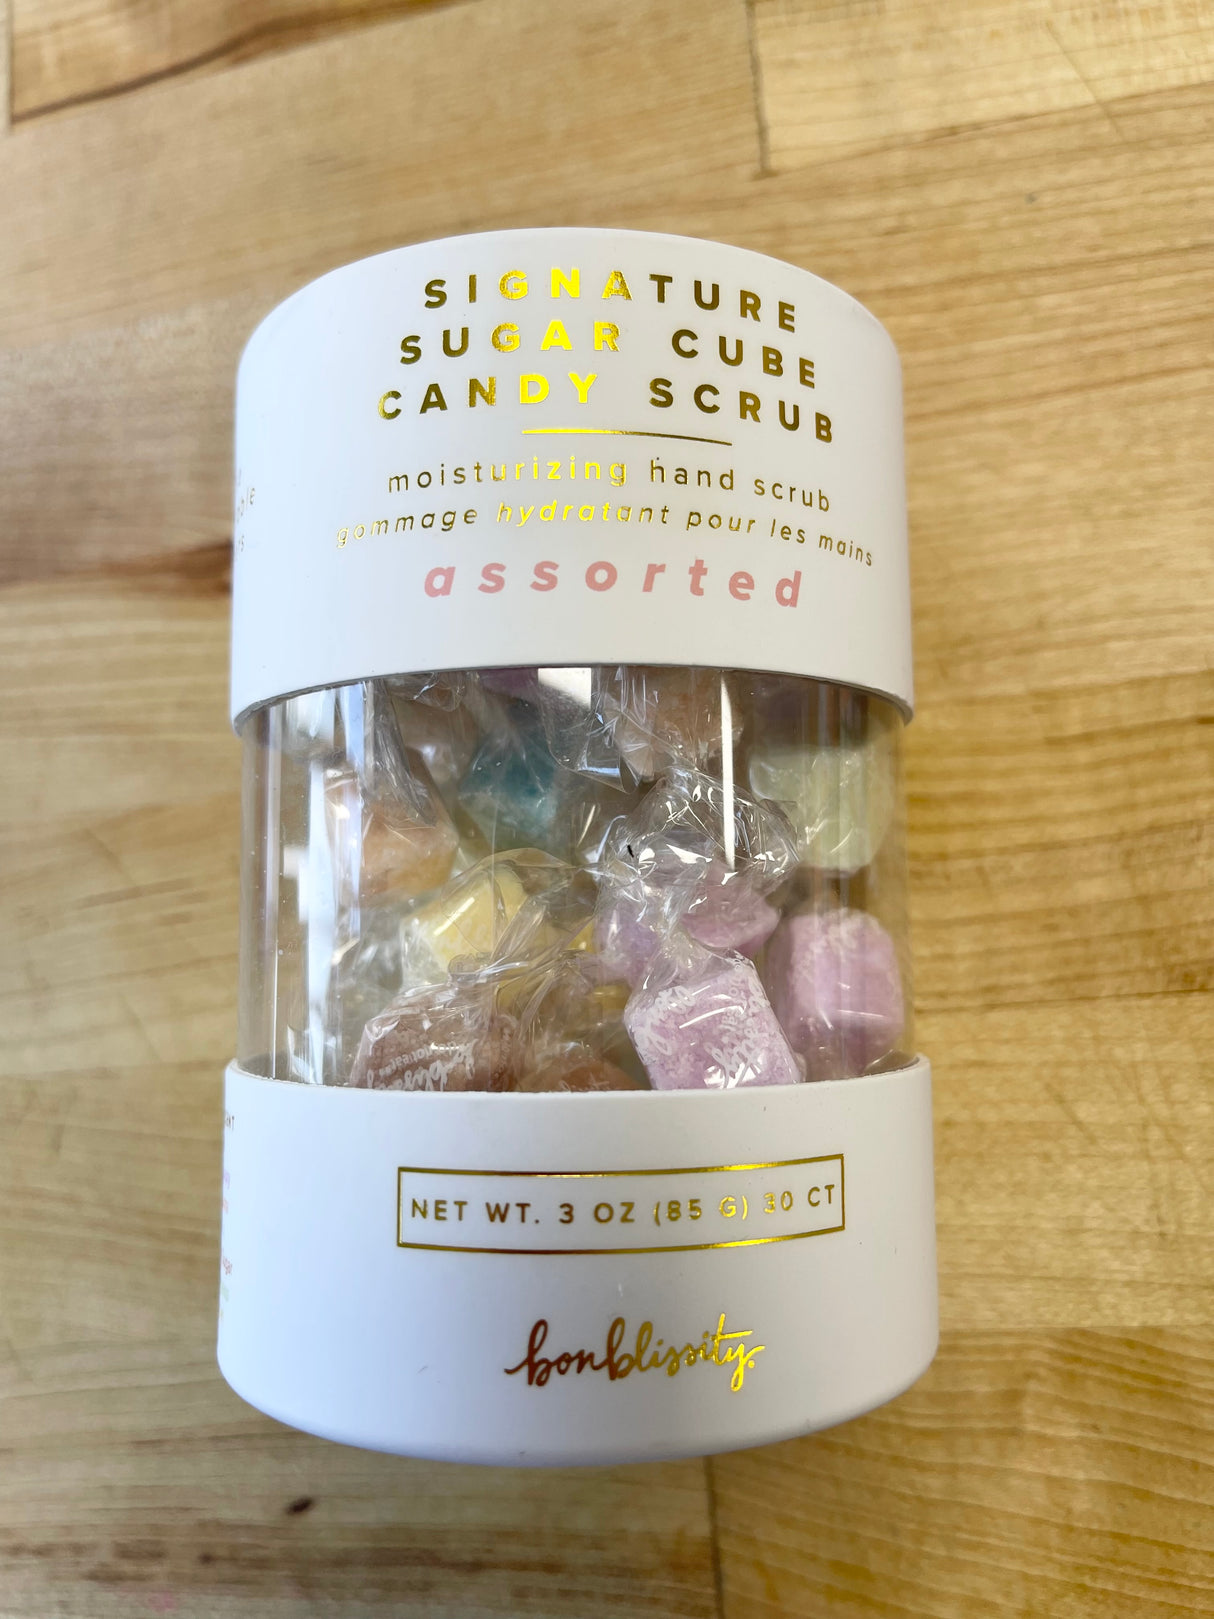 SIGNATURE
SUGAR CUBE
CANDY SCRUB
moisturizing hand scrub
gommage hydratant pour les mains
assorted
NET WT. 3 OZ (85 G) 30 CT
bonblissity.